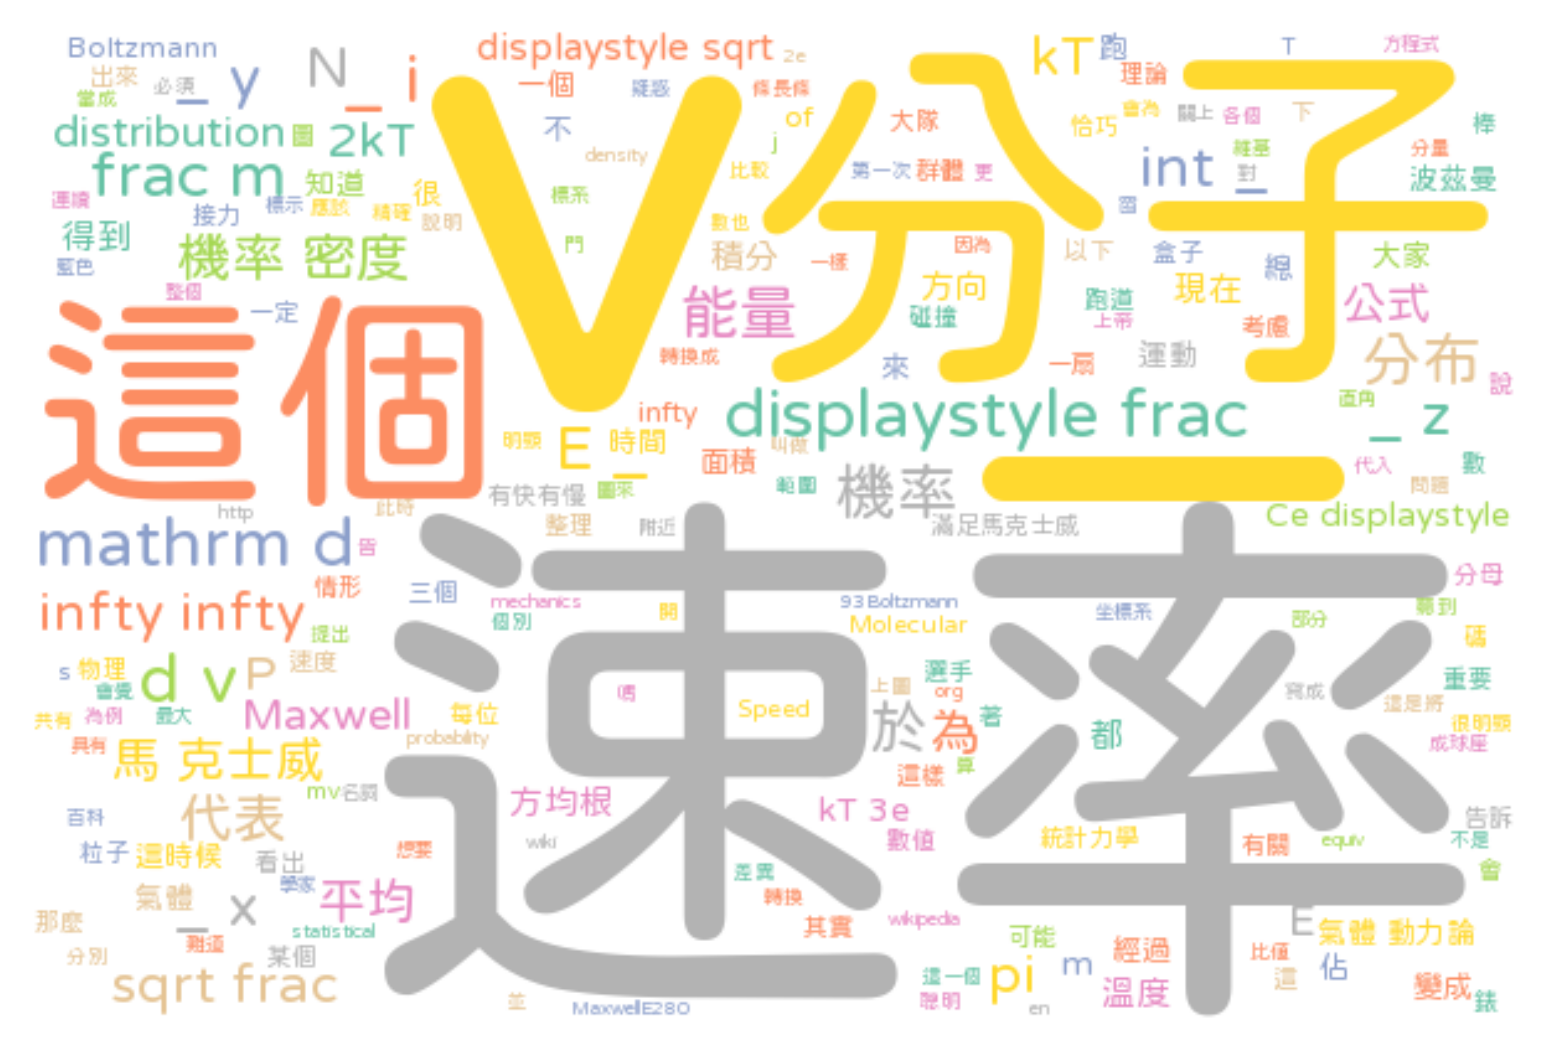 Boltzmann
N_i
displaystyle sqrt
2e
kT
跑
T
方程式
出來
必須
_y
一個
條長條
理論
當成
V分子_
of
大隊
恰巧
會為
關上
各個
下
棒
distribution
圖
2kT
不
j
density
int_
維基
對
分量
frac m
知道
很
比較
第一次
群體
更
波茲曼
連續
接力
標示
應該
精確
說明
標系
數也
窗
得到
機率 密度
門
積分
一樣
因為
以下
盒子
總
大家
藍色
整個
一定
能量
方向
碰撞
跑道
上帝
現在
考慮
公式
這個
轉換成
來
一扇
運動
分布
說
infty
displaystyle frac
直角
_z
明顯
E_
時間
面積
叫做
範圍
機率
代入
數
問題
http
此時
有快有慢
圖來
整理
附近
滿足馬克士威
Ce displaystyle
mathrm d
皆
速率
情形
三個
mechanics
個別
開
93Boltzmann
Molecular
坐標系
部分
分母
聽到
infty infty
提出
碼
s
物理
會覺
d v
P
速度
嗎
Speed
選手
上圖
org
寫成
重要
這是將
共有
為例
最大
Maxwell
每位
probability
於
為
著
都
很明顯
成球座
具有
馬 克士威
這樣
算
mv
名詞
方均根
kT 3e
百科
代表
wiki
數值
統計力學
有關
equiv
告訴
不是
粒子
這時候
看出
想要
學家
差異
轉換
會
氣體
_x
平均
其實
wikipedia
E
氣體 動力論
那麼
statistical
難道
某個
可能
經過
比值
分別
sqrt frac
這一個
聰明
pi
m
溫度
這
佔
變成
錶
並
MaxwellE280
en